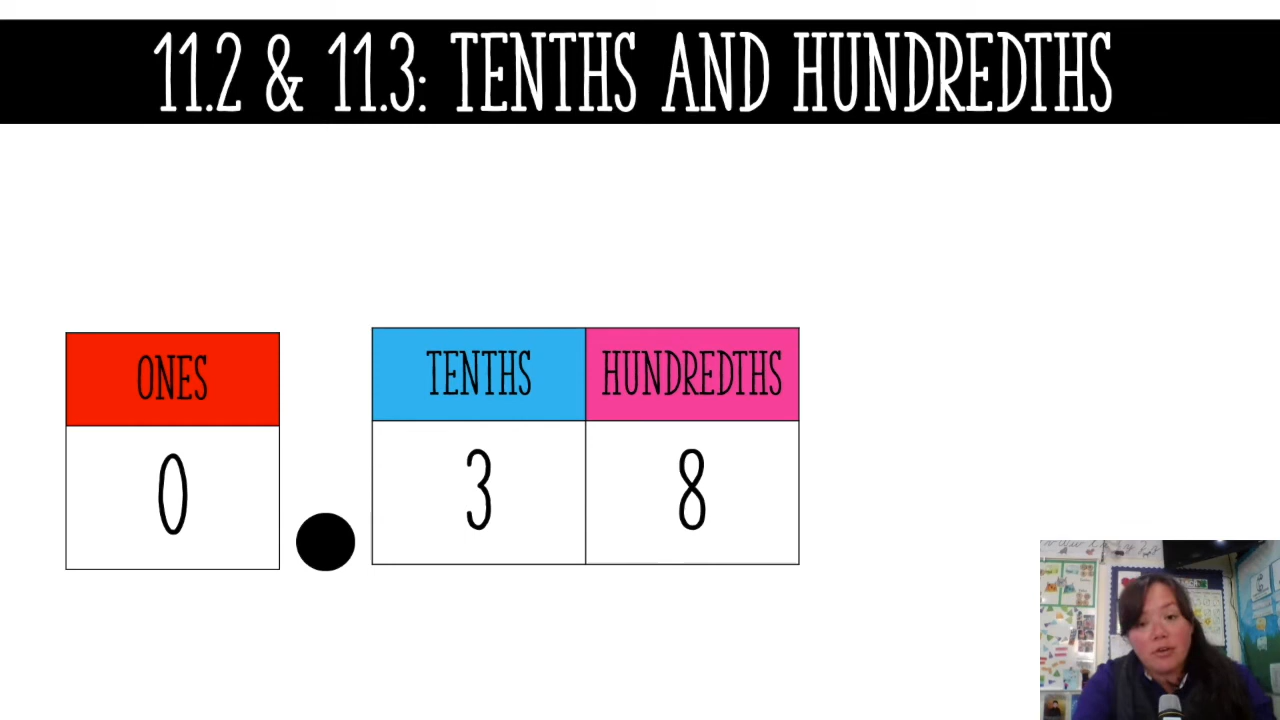 11.2 & 11.3: TENTHS AND HUNDREDTHS
ONES TENTHS HUNDREDTHS
0 . 3 8